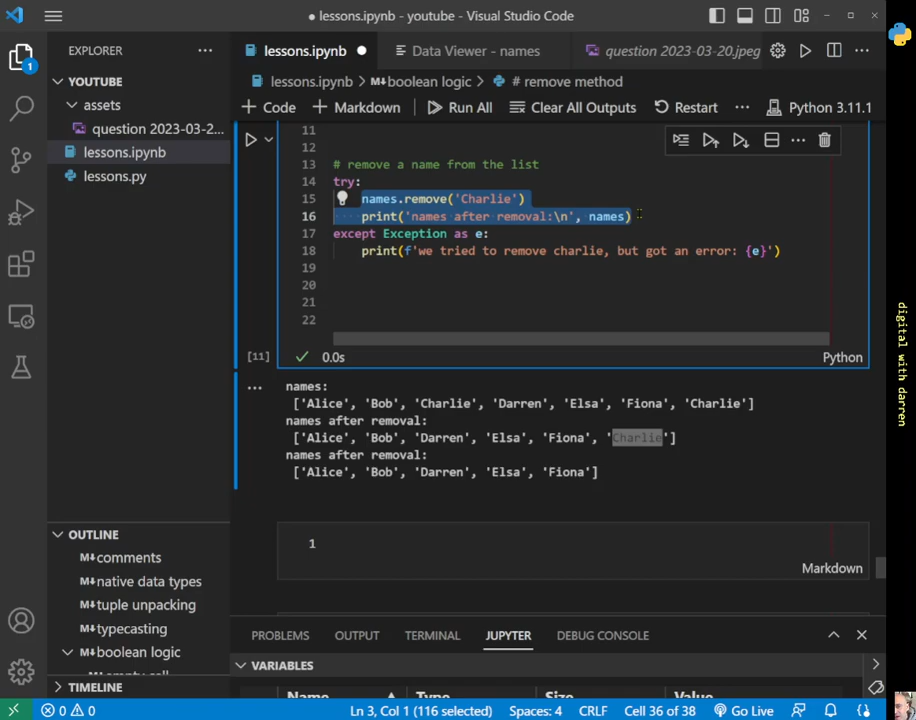 ● lessons.ipynb - youtube - Visual Studio Code
EXPLORER
YOUTUBE
assets
question 2023-03-2...
lessons.ipynb
lessons.py
1
OUTLINE
M↓comments
M↓native data types
M↓tuple unpacking
M↓typecasting
M↓boolean logic
TIMELINE
lessons.ipynb ●
Data Viewer - names
question 2023-03-20.jpeg
lessons.ipynb > M↓boolean logic > # remove method
+ Code + Markdown Run All Clear All Outputs Restart ... Python 3.11.1
11
12
13 # remove a name from the list
14 try:
15     names.remove('Charlie')
16     print('names after removal:\n', names)
17 except Exception as e:
18     print(f'we tried to remove charlie, but got an error: {e}')
19
20
21
22
[11] 0.0s Python
names:
['Alice', 'Bob', 'Charlie', 'Darren', 'Elsa', 'Fiona', 'Charlie']
names after removal:
['Alice', 'Bob', 'Darren', 'Elsa', 'Fiona', 'Charlie']
names after removal:
['Alice', 'Bob', 'Darren', 'Elsa', 'Fiona']
1
Markdown
PROBLEMS OUTPUT TERMINAL JUPYTER DEBUG CONSOLE
VARIABLES
Name Type Size Value
0 0 Ln 3, Col 1 (116 selected) Spaces: 4 CRLF Cell 36 of 38 Go Live
digital with darren